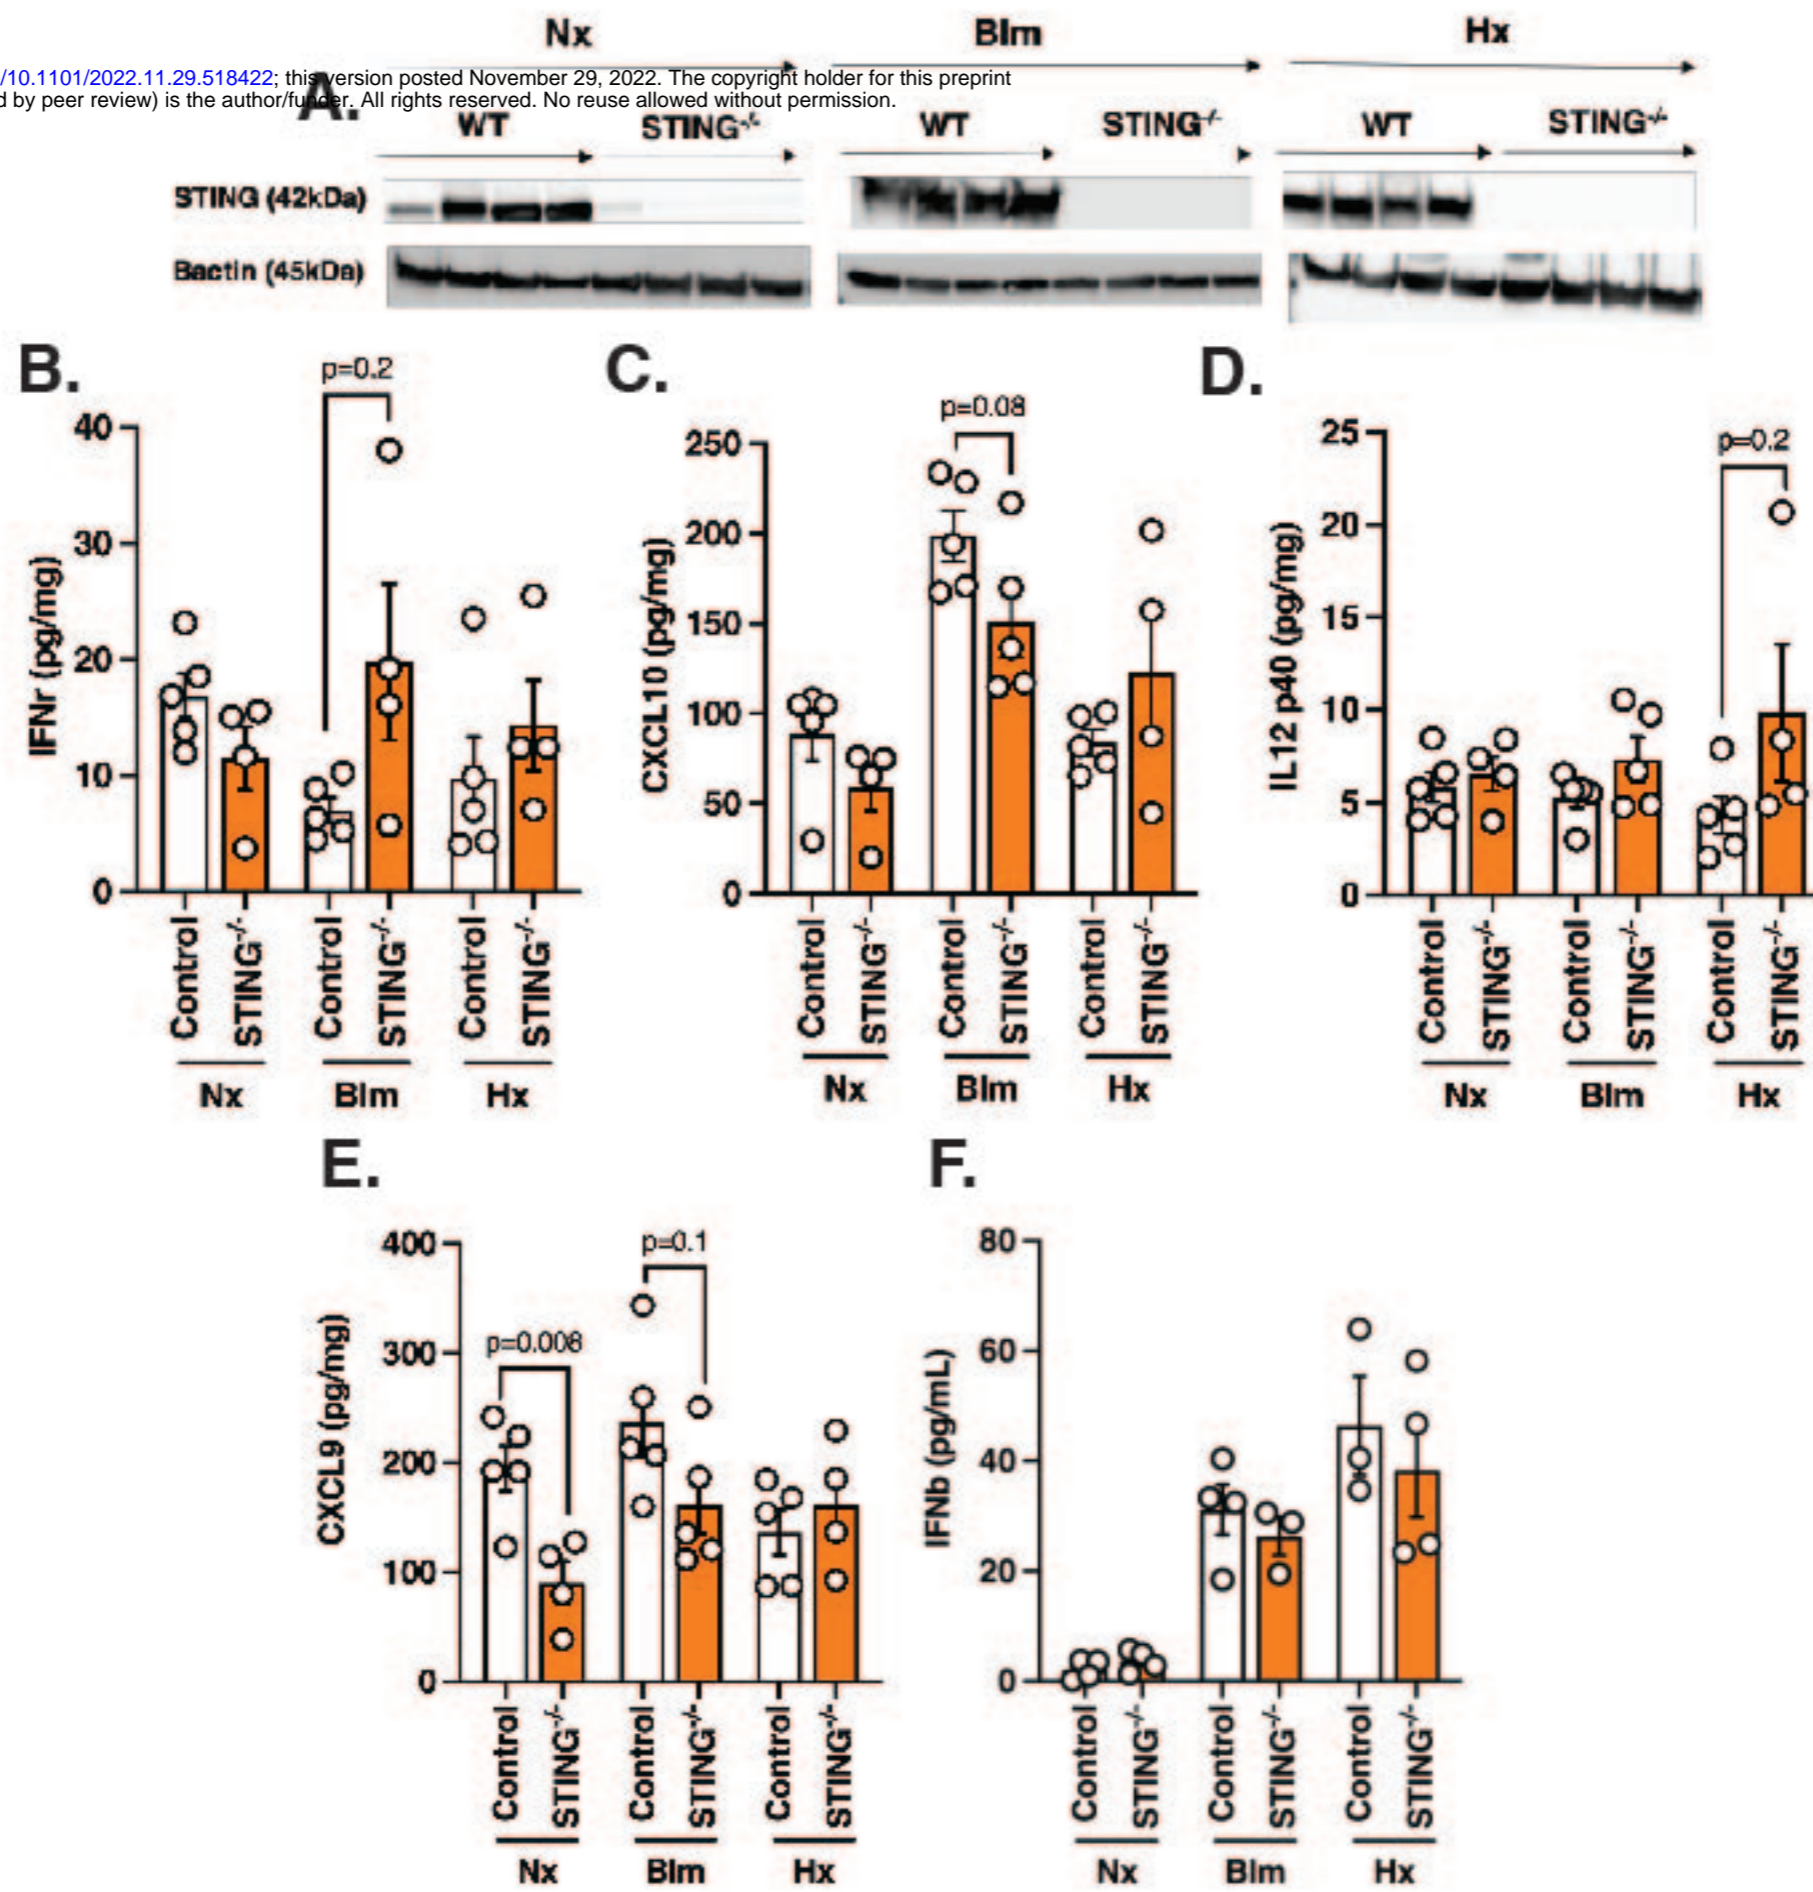 Nx Blm Hx
/10.1101/2022.11.29.518422; this version posted November 29, 2022. The copyright holder for this preprint
d by peer review) is the author/funder. All rights reserved. No reuse allowed without permission.
A.
WT STING-/- WT STING-/- WT STING-/-
STING (42kDa)
Bactin (45kDa)
B.
p=0.2
IFNr (pg/mg)
40
30
20
10
0
Control STING-/- Control STING-/- Control STING-/-
Nx Blm Hx
C.
p=0.08
CXCL10 (pg/mg)
250
200
150
100
50
0
Control STING-/- Control STING-/- Control STING-/-
Nx Blm Hx
D.
p=0.2
IL12 p40 (pg/mg)
25
20
15
10
5
0
Control STING-/- Control STING-/- Control STING-/-
Nx Blm Hx
E.
p=0.1
p=0.008
CXCL9 (pg/mg)
400
300
200
100
0
Control STING-/- Control STING-/- Control STING-/-
Nx Blm Hx
F.
IFNb (pg/mL)
80
60
40
20
0
Control STING-/- Control STING-/- Control STING-/-
Nx Blm Hx